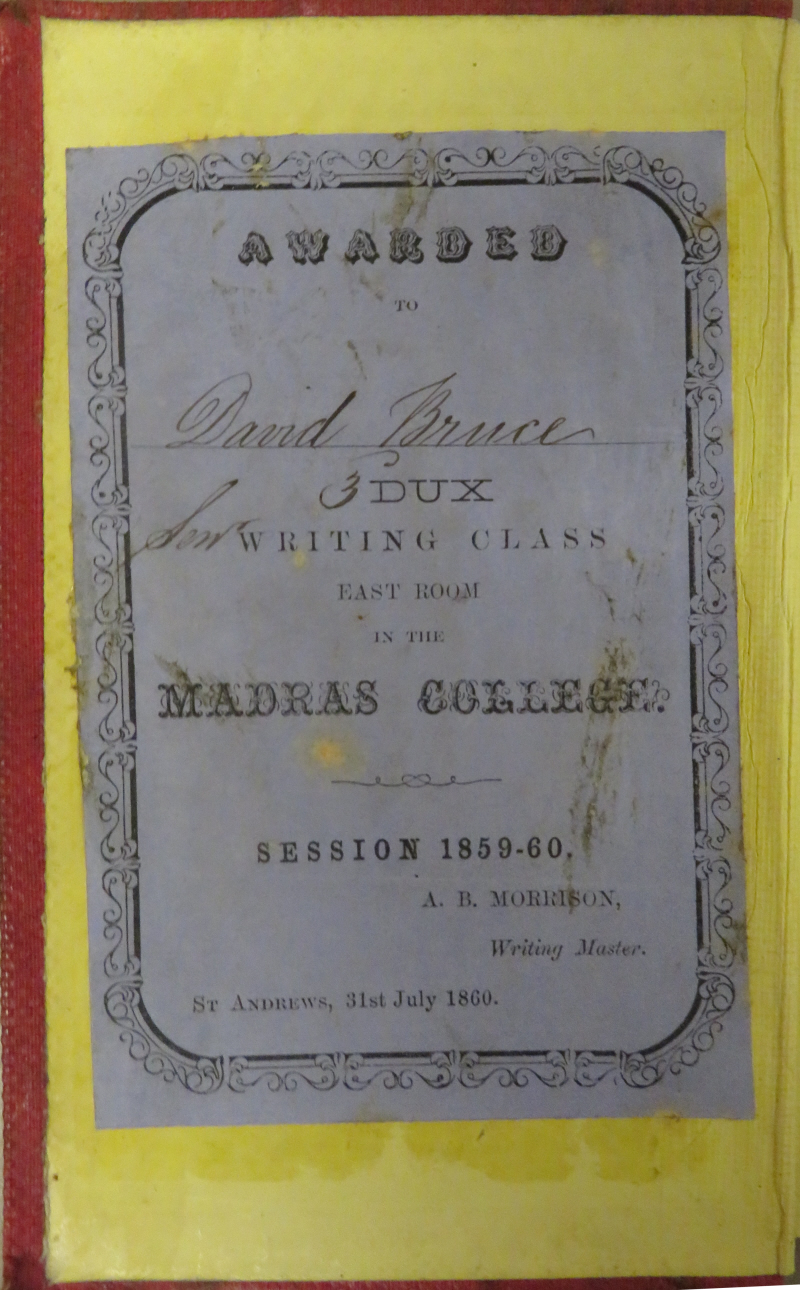 AWARDED
TO
David Bruce
3 DUX
Senr WRITING CLASS
EAST ROOM
IN THE
MADRAS COLLEGE.
SESSION 1859-60.
A. B. MORRISON,
Writing Master.
ST ANDREWS, 31st July 1860.